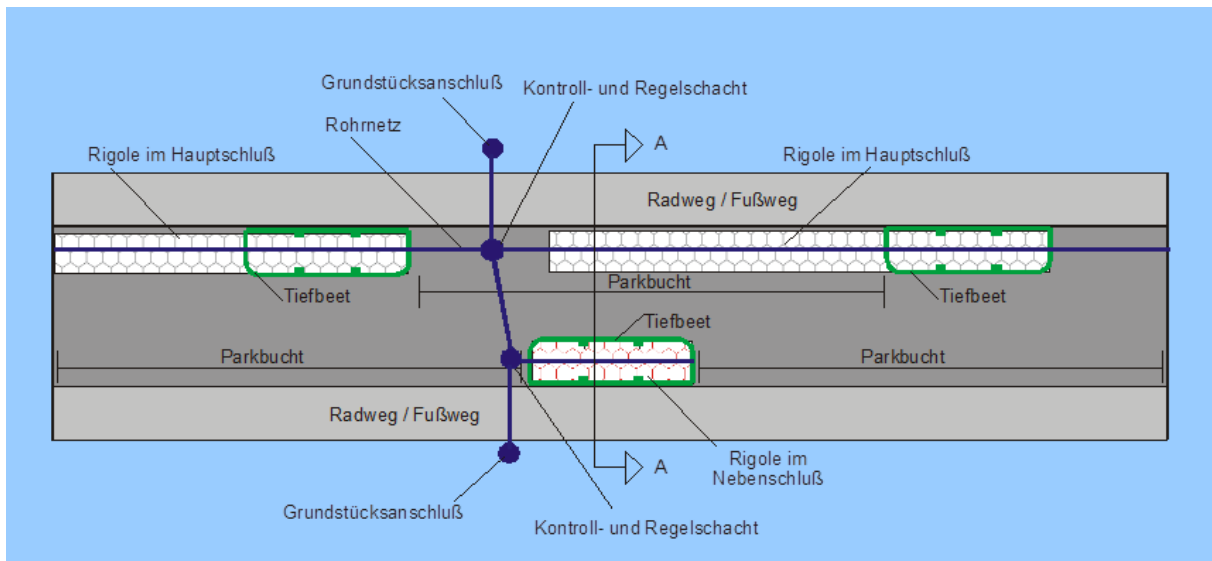 Grundstücksanschluß
Kontroll- und Regelschacht
Rohrnetz
Rigole im Hauptschluß
A
Rigole im Hauptschluß
Radweg / Fußweg
Parkbucht
Tiefbeet
Tiefbeet
Tiefbeet
Parkbucht
Parkbucht
Radweg / Fußweg
A
Rigole im
Nebenschluß
Grundstücksanschluß
Kontroll- und Regelschacht